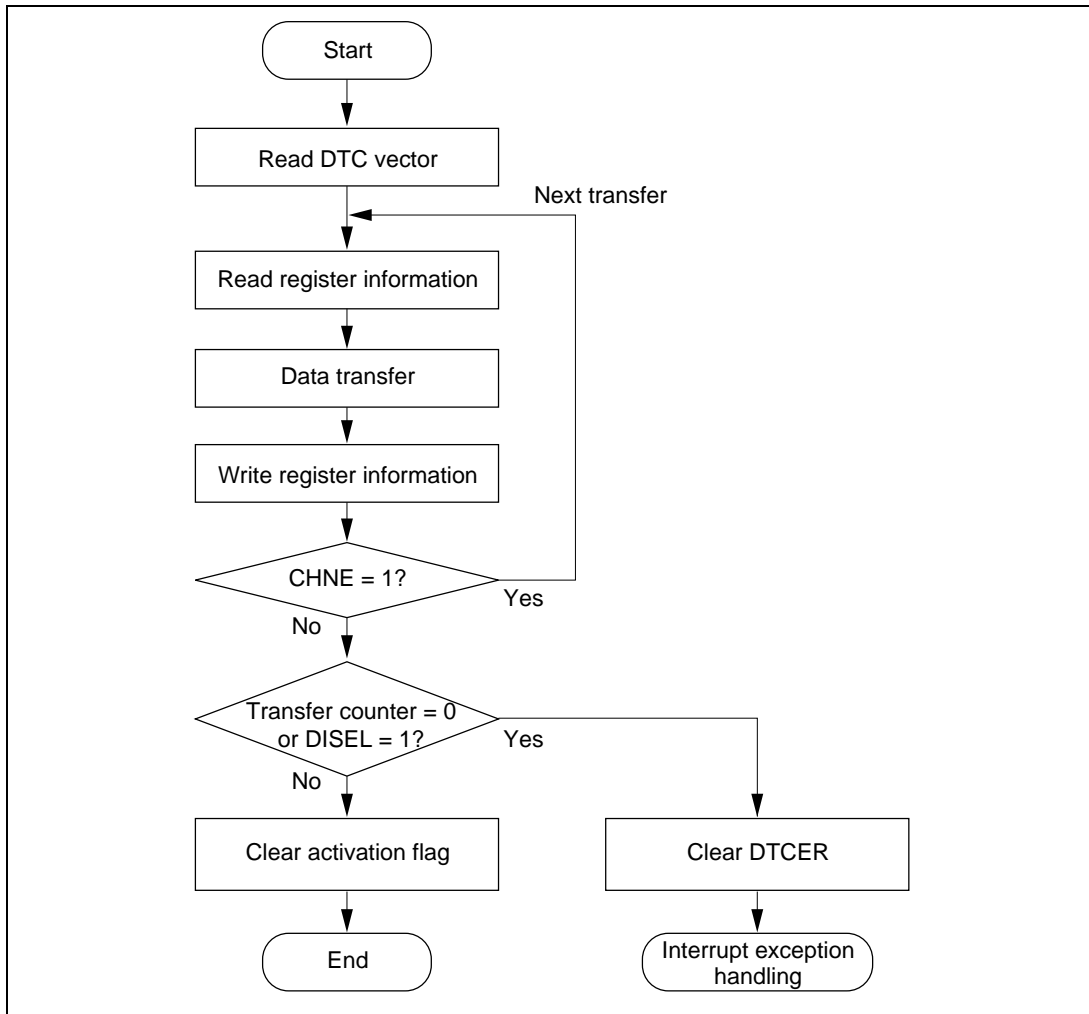 Start
Read DTC vector
Next transfer
Read register information
Data transfer
Write register information
CHNE = 1?
Yes
No
Transfer counter = 0
or DISEL = 1?
Yes
No
Clear activation flag
Clear DTCER
End
Interrupt exception
handling